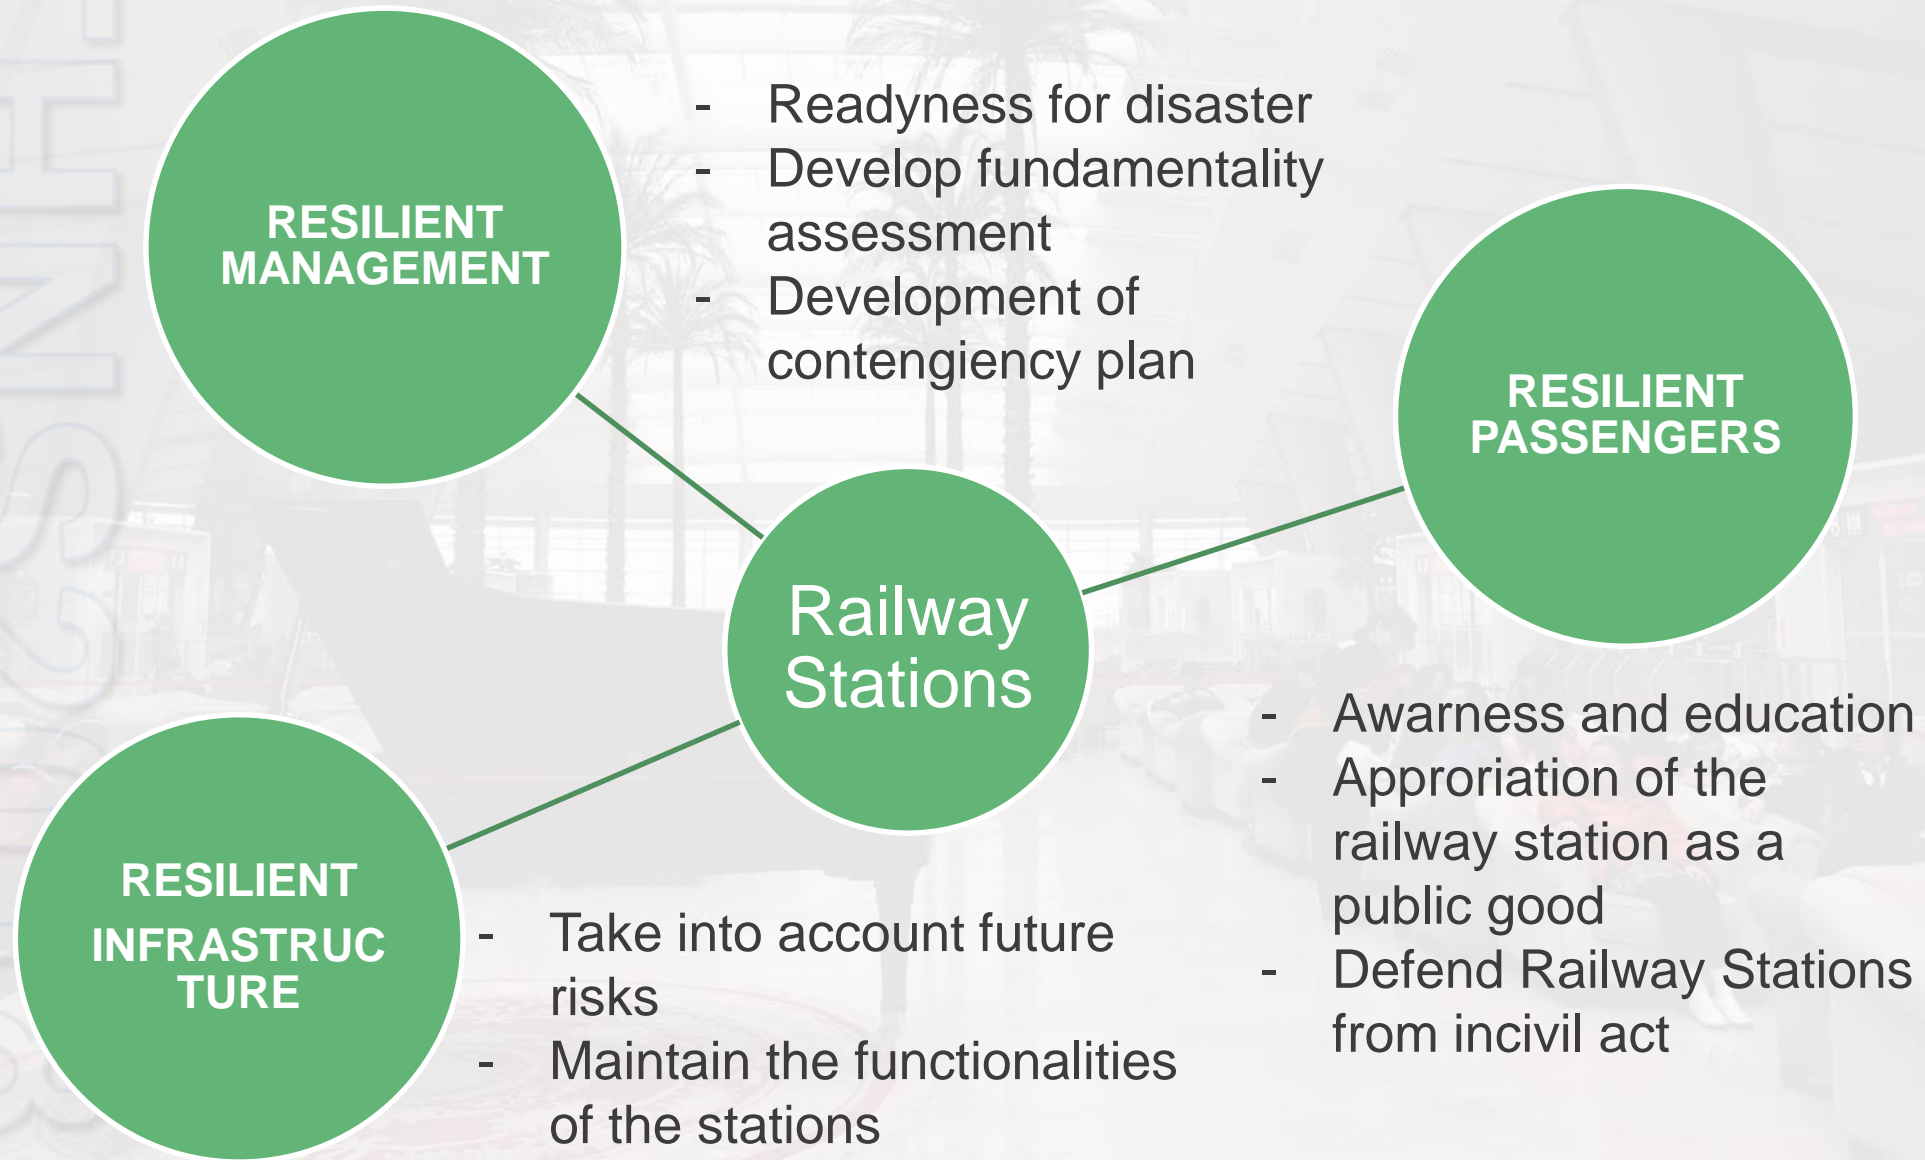 RESILIENT
MANAGEMENT
- Readyness for disaster
- Develop fundamentality
assessment
- Development of
contengiency plan
RESILIENT
PASSENGERS
- Awarness and education
- Approriation of the
railway station as a
public good
- Defend Railway Stations
from incivil act
Railway
Stations
RESILIENT
INFRASTRUC
TURE
- Take into account future
risks
- Maintain the functionalities
of the stations